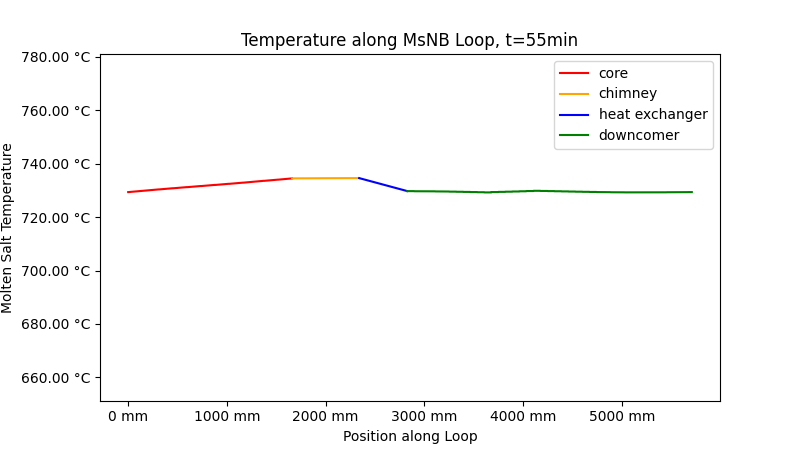 Temperature along MsNB Loop, t=55min
780.00 °C
760.00 °C
740.00 °C
720.00 °C
700.00 °C
680.00 °C
660.00 °C
Molten Salt Temperature
core
chimney
heat exchanger
downcomer
0 mm
1000 mm
2000 mm
3000 mm
4000 mm
5000 mm
Position along Loop